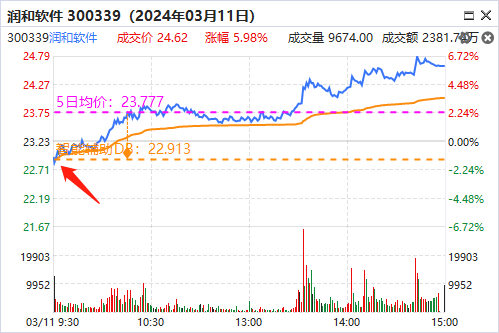 润和软件 300339（2024年03月11日）
300339润和软件 成交价 24.62 涨幅 5.98% 成交量 9674.00 成交额 2381.7 万
24.79 6.72%
24.27 4.48%
5日均价：23.777
23.75 2.24%
23.23 0.00%
辅助DB：22.913
22.71 -2.24%
22.19 -4.48%
21.67 -6.72%
19903 19903
9952 9952
03/11 9:30 10:30 14:00 15:00